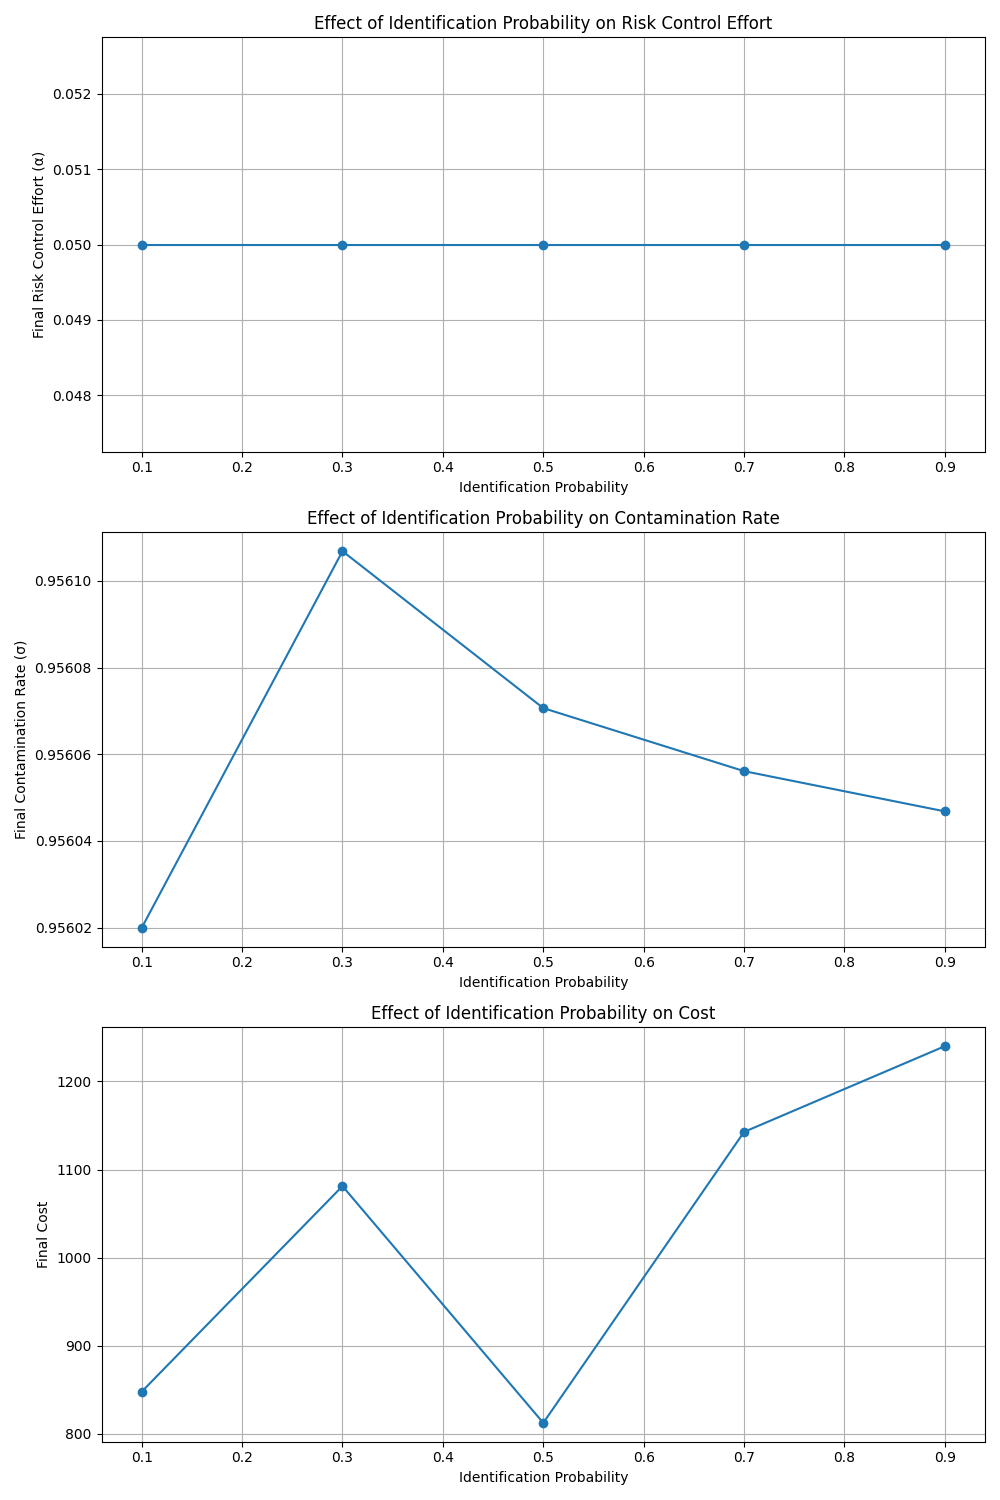 Effect of Identification Probability on Risk Control Effort
Final Risk Control Effort (α)
0.052
0.051
0.050
0.049
0.048
0.1 0.2 0.3 0.4 0.5 0.6 0.7 0.8 0.9
Identification Probability
Effect of Identification Probability on Contamination Rate
Final Contamination Rate (σ)
0.95610
0.95608
0.95606
0.95604
0.95602
0.1 0.2 0.3 0.4 0.5 0.6 0.7 0.8 0.9
Identification Probability
Effect of Identification Probability on Cost
Final Cost
1200
1100
1000
900
800
0.1 0.2 0.3 0.4 0.5 0.6 0.7 0.8 0.9
Identification Probability